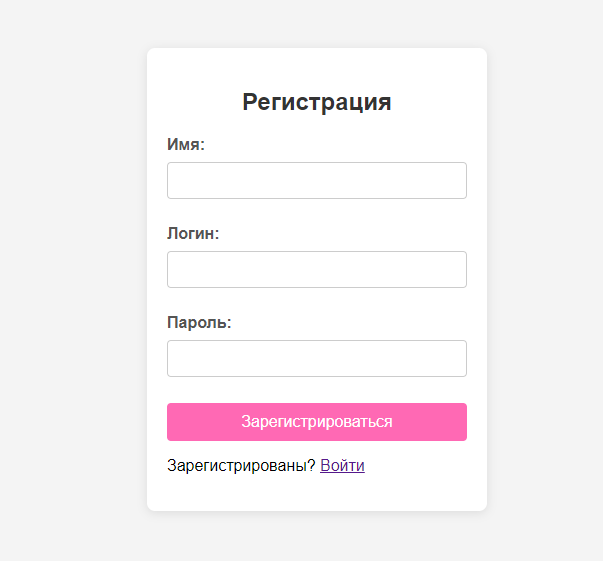 Регистрация
Имя:
Логин:
Пароль:
Зарегистрироваться
Зарегистрированы? Войти